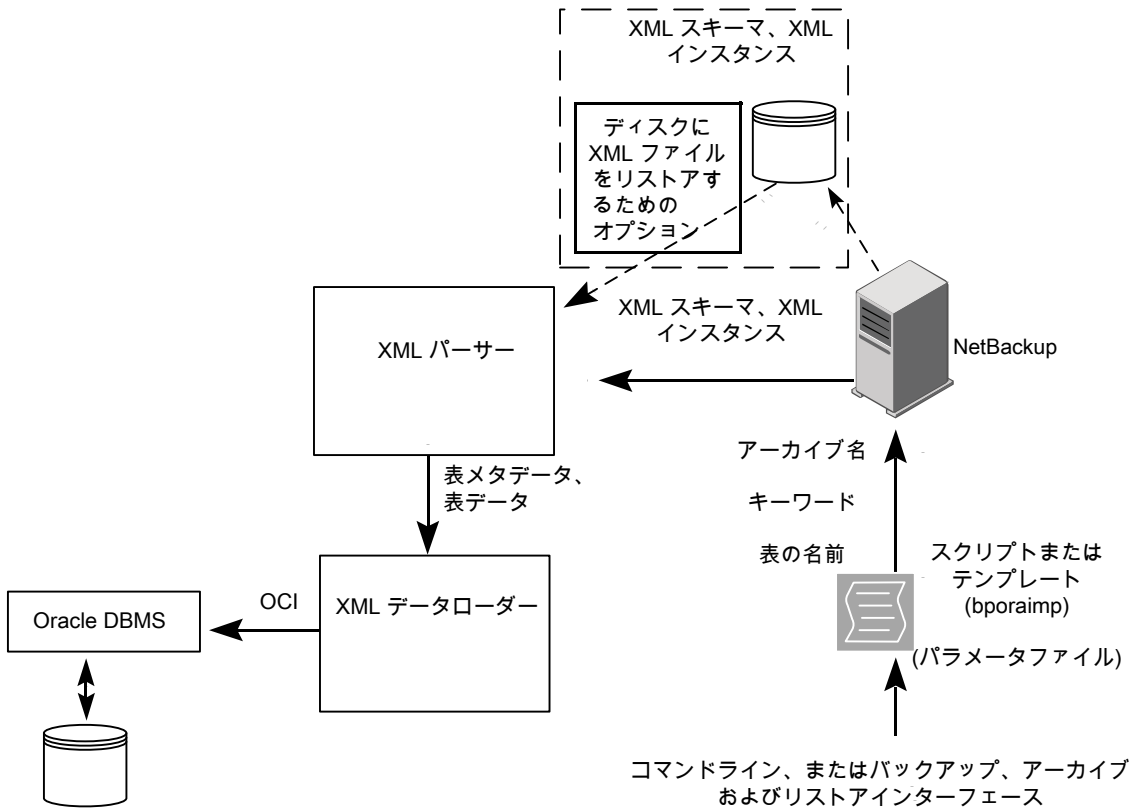 XML スキーマ、XML
インスタンス
ディスクに
XML ファイル
をリストアす
るための
オプション
XML スキーマ、XML
インスタンス
XML パーサー
NetBackup
アーカイブ名
キーワード
表の名前
表メタデータ、
表データ
スクリプトまたは
テンプレート
(bporaimp)
(パラメータファイル)
OCI
XML データローダー
Oracle DBMS
コマンドライン、またはバックアップ、アーカイブ
およびリストアインターフェース